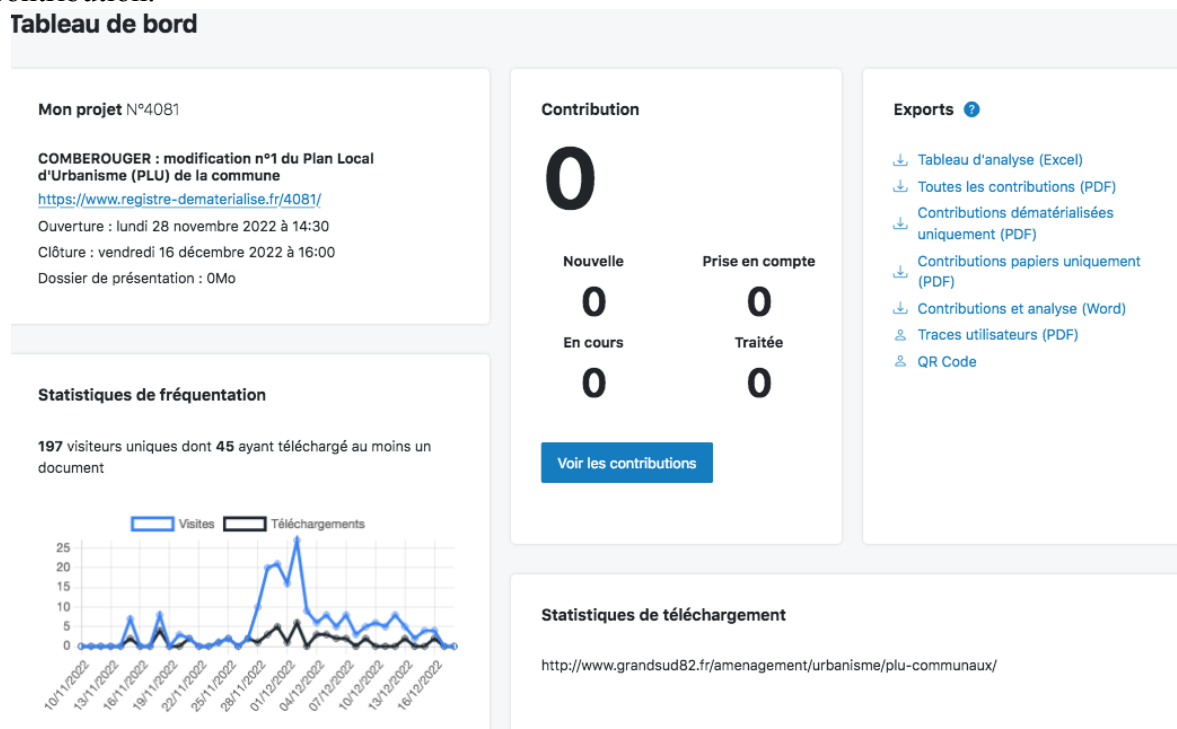 contribution.
Tableau de bord
Mon projet N°4081
COMBEROUGER : modification n°1 du Plan Local
d'Urbanisme (PLU) de la commune
https://www.registre-dematerialise.fr/4081/
Ouverture : lundi 28 novembre 2022 à 14:30
Clôture : vendredi 16 décembre 2022 à 16:00
Dossier de présentation : 0Mo
Statistiques de fréquentation
197 visiteurs uniques dont 45 ayant téléchargé au moins un
document
Visites Téléchargements
25
20
15
10
5
0
10/11/2022 13/11/2022 16/11/2022 19/11/2022 22/11/2022 25/11/2022 28/11/2022 01/12/2022 04/12/2022 07/12/2022 10/12/2022 13/12/2022 16/12/2022
Contribution
0
Nouvelle Prise en compte
0 0
En cours Traitée
0 0
Voir les contributions
Exports ?
Tableau d'analyse (Excel)
Toutes les contributions (PDF)
Contributions dématérialisées
uniquement (PDF)
Contributions papiers uniquement
(PDF)
Contributions et analyse (Word)
Traces utilisateurs (PDF)
QR Code
Statistiques de téléchargement
http://www.grandsud82.fr/amenagement/urbanisme/plu-communaux/